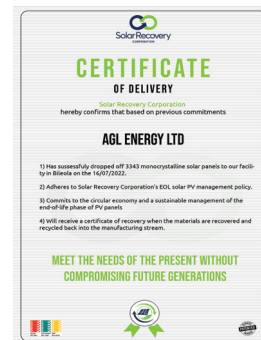 Solar Recovery
CORPORATION
CERTIFICATE
OF DELIVERY
Solar Recovery Corporation
hereby confirms that based on previous commitments
AGL ENERGY LTD
1) Has sussessfuly dropped off 3343 monocrystalline solar panels to our facili-
ty in Biloela on the 16/07/2022.
2) Adheres to Solar Recovery Corporation's EOL solar PV management policy.
3) Commits to the circular economy and a sustainable management of the
end-of-life phase of PV panels
4) Will receive a certificate of recovery when the materials are recovered and
recycled back into the manufacturing stream.
MEET THE NEEDS OF THE PRESENT WITHOUT
COMPROMISING FUTURE GENERATIONS